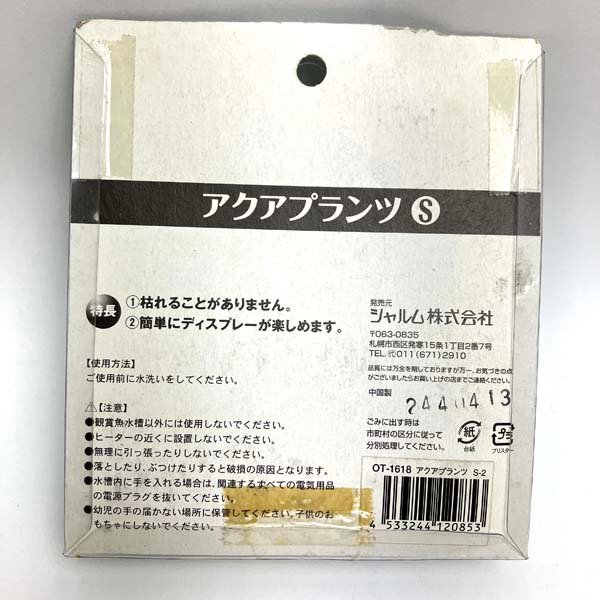 アクアプランツ S
特長
①枯れることがありません。
②簡単にディスプレーが楽しめます。
【使用方法】
ご使用前に水洗いをしてください。
⚠【注意】
●観賞魚水槽以外には使用しないでください。
●ヒーターの近くに設置しないでください。
●無理に引っ張ったりしないでください。
●落としたり、ぶつけたりすると破損の原因となります。
●水槽内に手を入れる場合は、関連するすべての電気用品
の電源プラグを抜いてください。
●幼児の手の届かない場所に保管してください。子供のお
もちゃにしないでください。
発売元
シャルム株式会社
〒063-0835
札幌市西区発寒15条1丁目2番7号
TEL.㈹011(671)2910
品質には万全を期しておりますが万一、お気づきの点
がございましたらお買い上げの店までご連絡ください。
中国製
ごみに出す時は
市町村の区分に従って
分別処理してください。
紙
台紙
プラ
ブリスター
OT-1618 アクアプランツ S-2
4 533244 120853